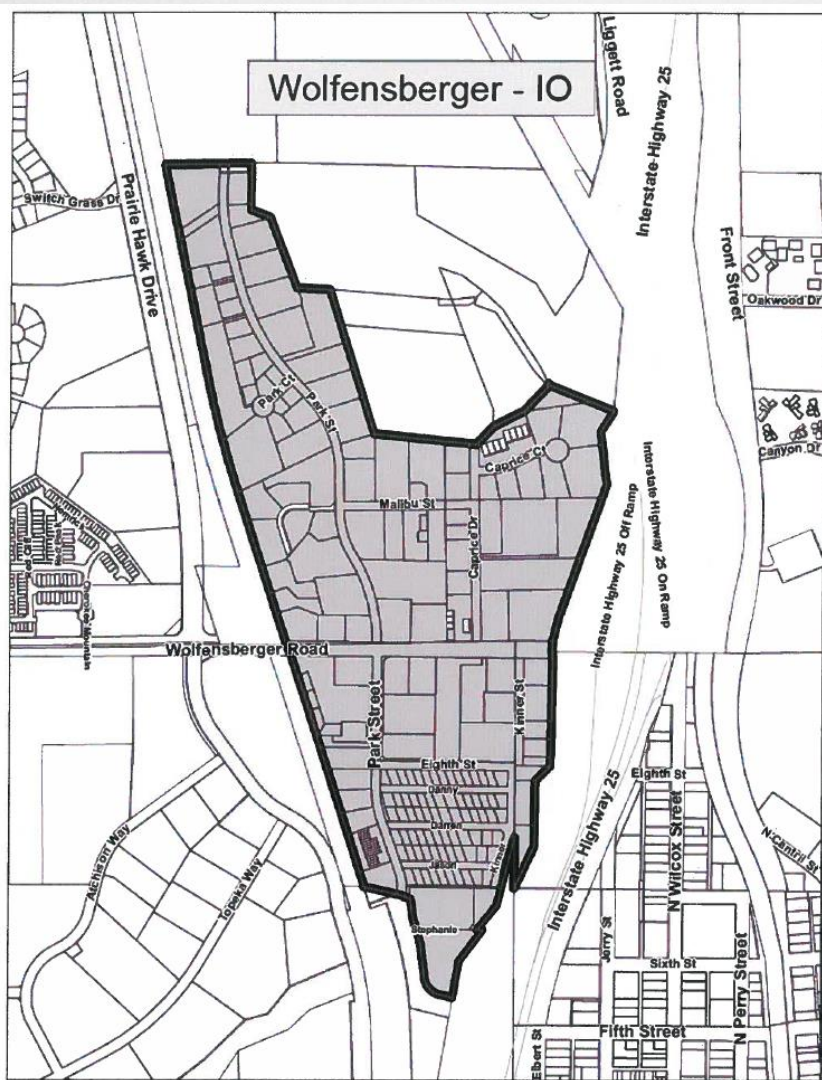 Wolfensberger - IO
Liggett Road
Interstate Highway 25
Switch Grass Dr
Prairie Hawk Drive
Front Street
Oakwood Dr
Park Ct
Park St
Canyon Dr
Caprice Ct
Malibu St
Caprice Dr
Interstate Highway 25 Off Ramp
Interstate Highway 25 On Ramp
Wolfensberger Road
Park Street
Kinner St
Eighth St
Danny
Darren
Jason
Kinner
Stephanie
Atchison Way
Topeka Way
Interstate Highway 25
Eighth St
N Wilcox Street
N Cantril St
Jerry St
Sixth St
N Perry Street
Fifth Street
Elbert St